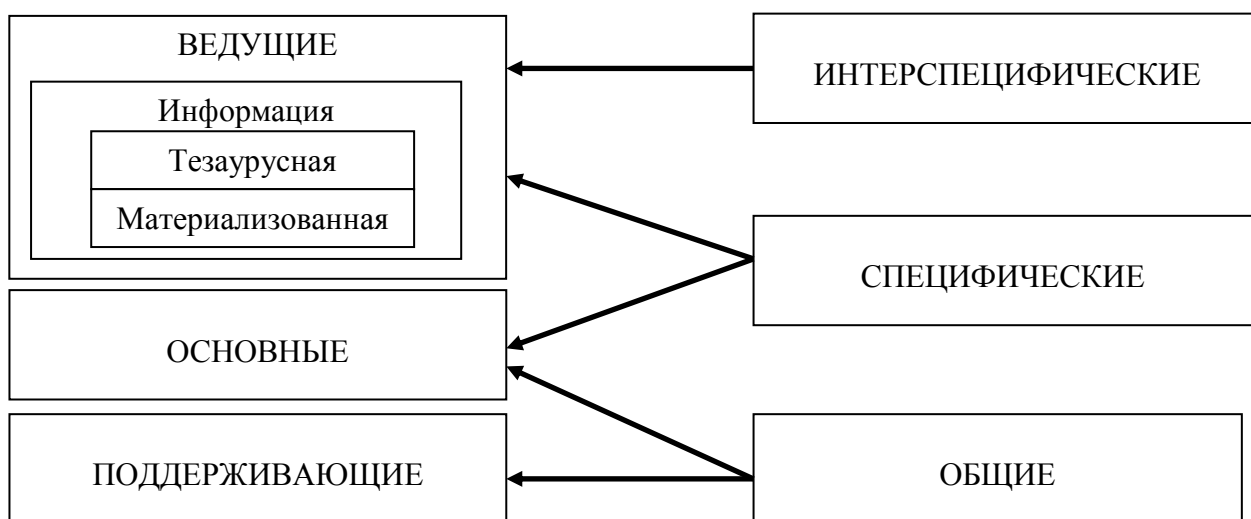 ВЕДУЩИЕ
Информация
Тезаурусная
Материализованная
ОСНОВНЫЕ
ПОДДЕРЖИВАЮЩИЕ
ИНТЕРСПЕЦИФИЧЕСКИЕ
СПЕЦИФИЧЕСКИЕ
ОБЩИЕ